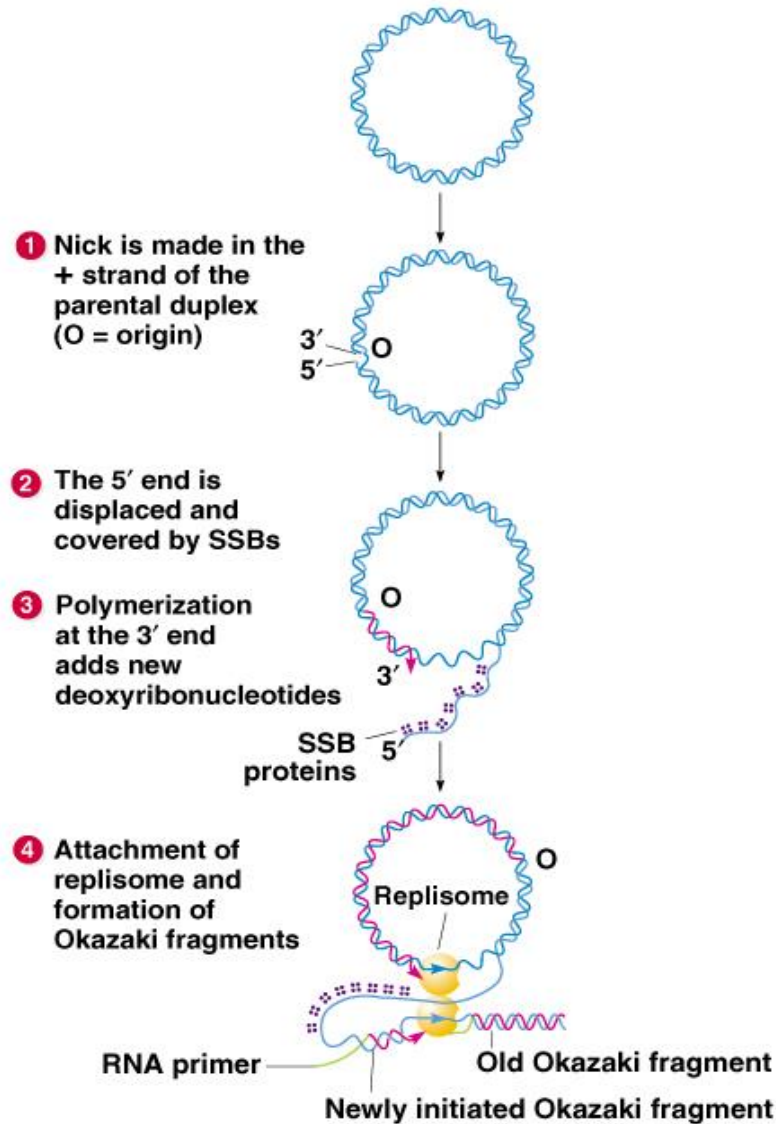 1 Nick is made in the
+ strand of the
parental duplex
(O = origin)
3′
5′
O
2 The 5′ end is
displaced and
covered by SSBs
3 Polymerization
at the 3′ end
adds new
deoxyribonucleotides
O
3′
SSB
proteins
5′
4 Attachment of
replisome and
formation of
Okazaki fragments
O
Replisome
RNA primer
Old Okazaki fragment
Newly initiated Okazaki fragment